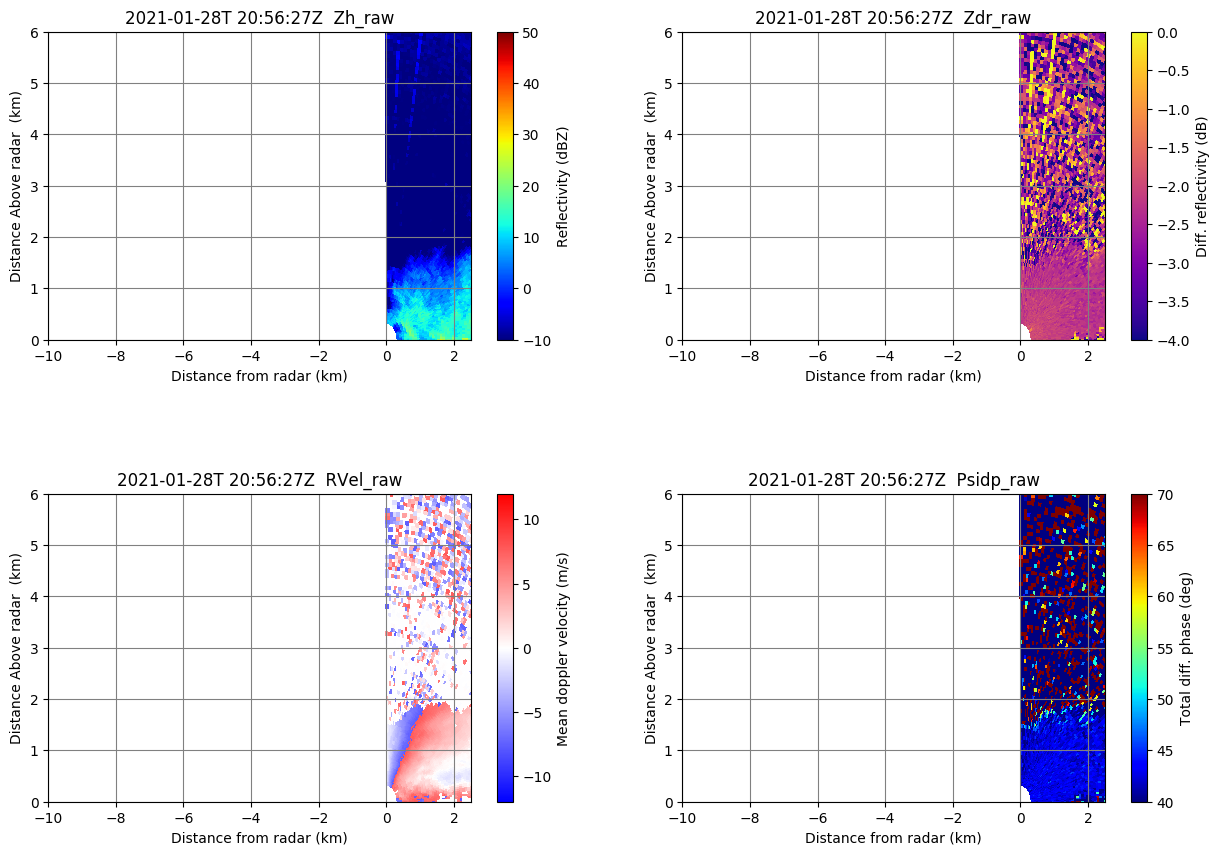 2021-01-28T 20:56:27Z  Zh_raw
6
5
4
3
2
1
0
Distance Above radar  (km)
−10 −8 −6 −4 −2 0 2
Distance from radar (km)
50
40
30
20
10
0
−10
Reflectivity (dBZ)
2021-01-28T 20:56:27Z  Zdr_raw
6
5
4
3
2
1
0
Distance Above radar  (km)
−10 −8 −6 −4 −2 0 2
Distance from radar (km)
0.0
−0.5
−1.0
−1.5
−2.0
−2.5
−3.0
−3.5
−4.0
Diff. reflectivity (dB)
2021-01-28T 20:56:27Z  RVel_raw
6
5
4
3
2
1
0
Distance Above radar  (km)
−10 −8 −6 −4 −2 0 2
Distance from radar (km)
10
5
0
−5
−10
Mean doppler velocity (m/s)
2021-01-28T 20:56:27Z  Psidp_raw
6
5
4
3
2
1
0
Distance Above radar  (km)
−10 −8 −6 −4 −2 0 2
Distance from radar (km)
70
65
60
55
50
45
40
Total diff. phase (deg)